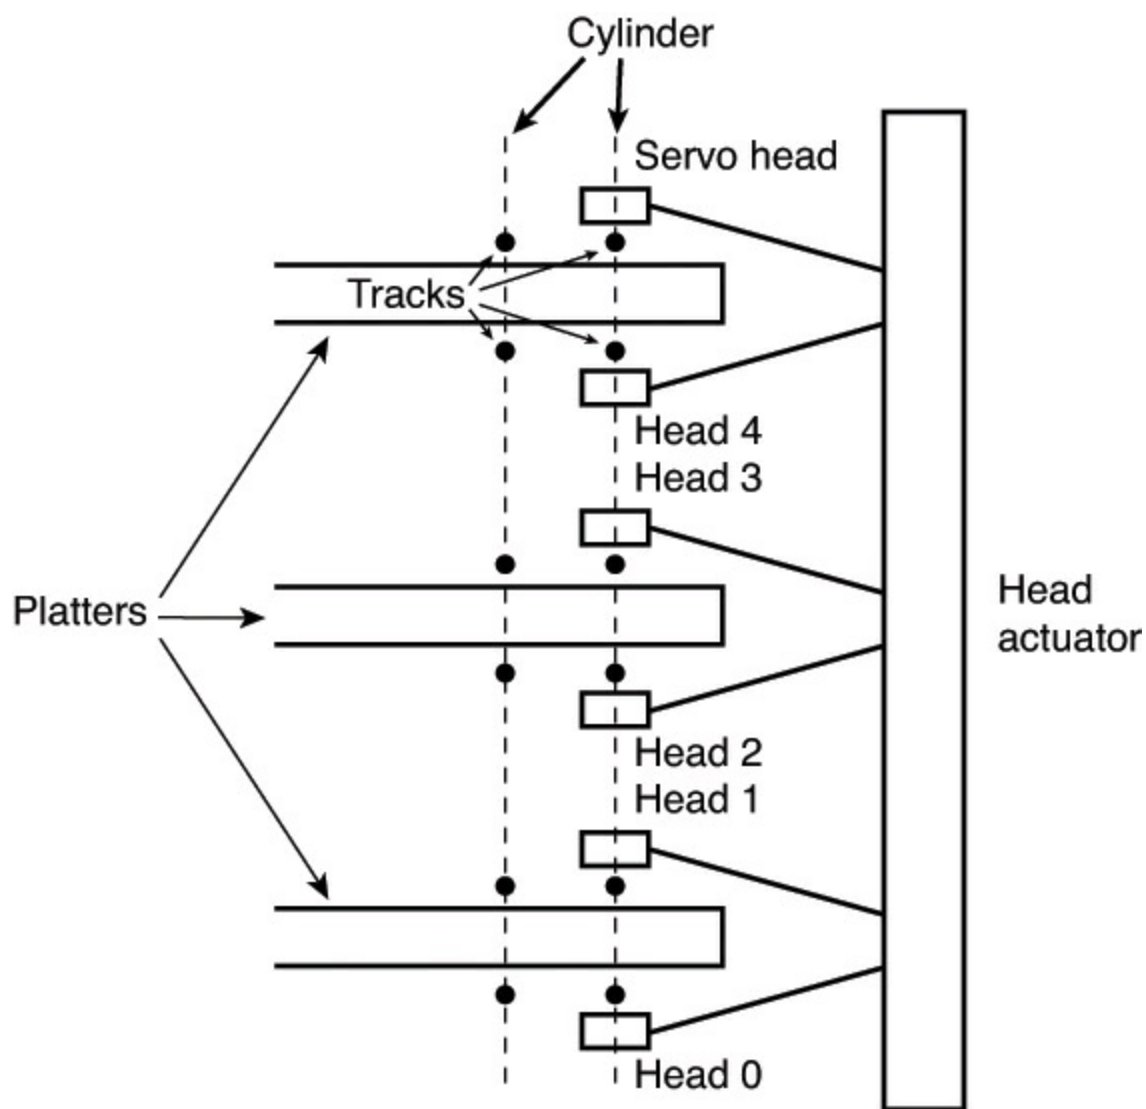 Cylinder
Servo head
Tracks
Head 4
Head 3
Platters
Head
actuator
Head 2
Head 1
Head 0